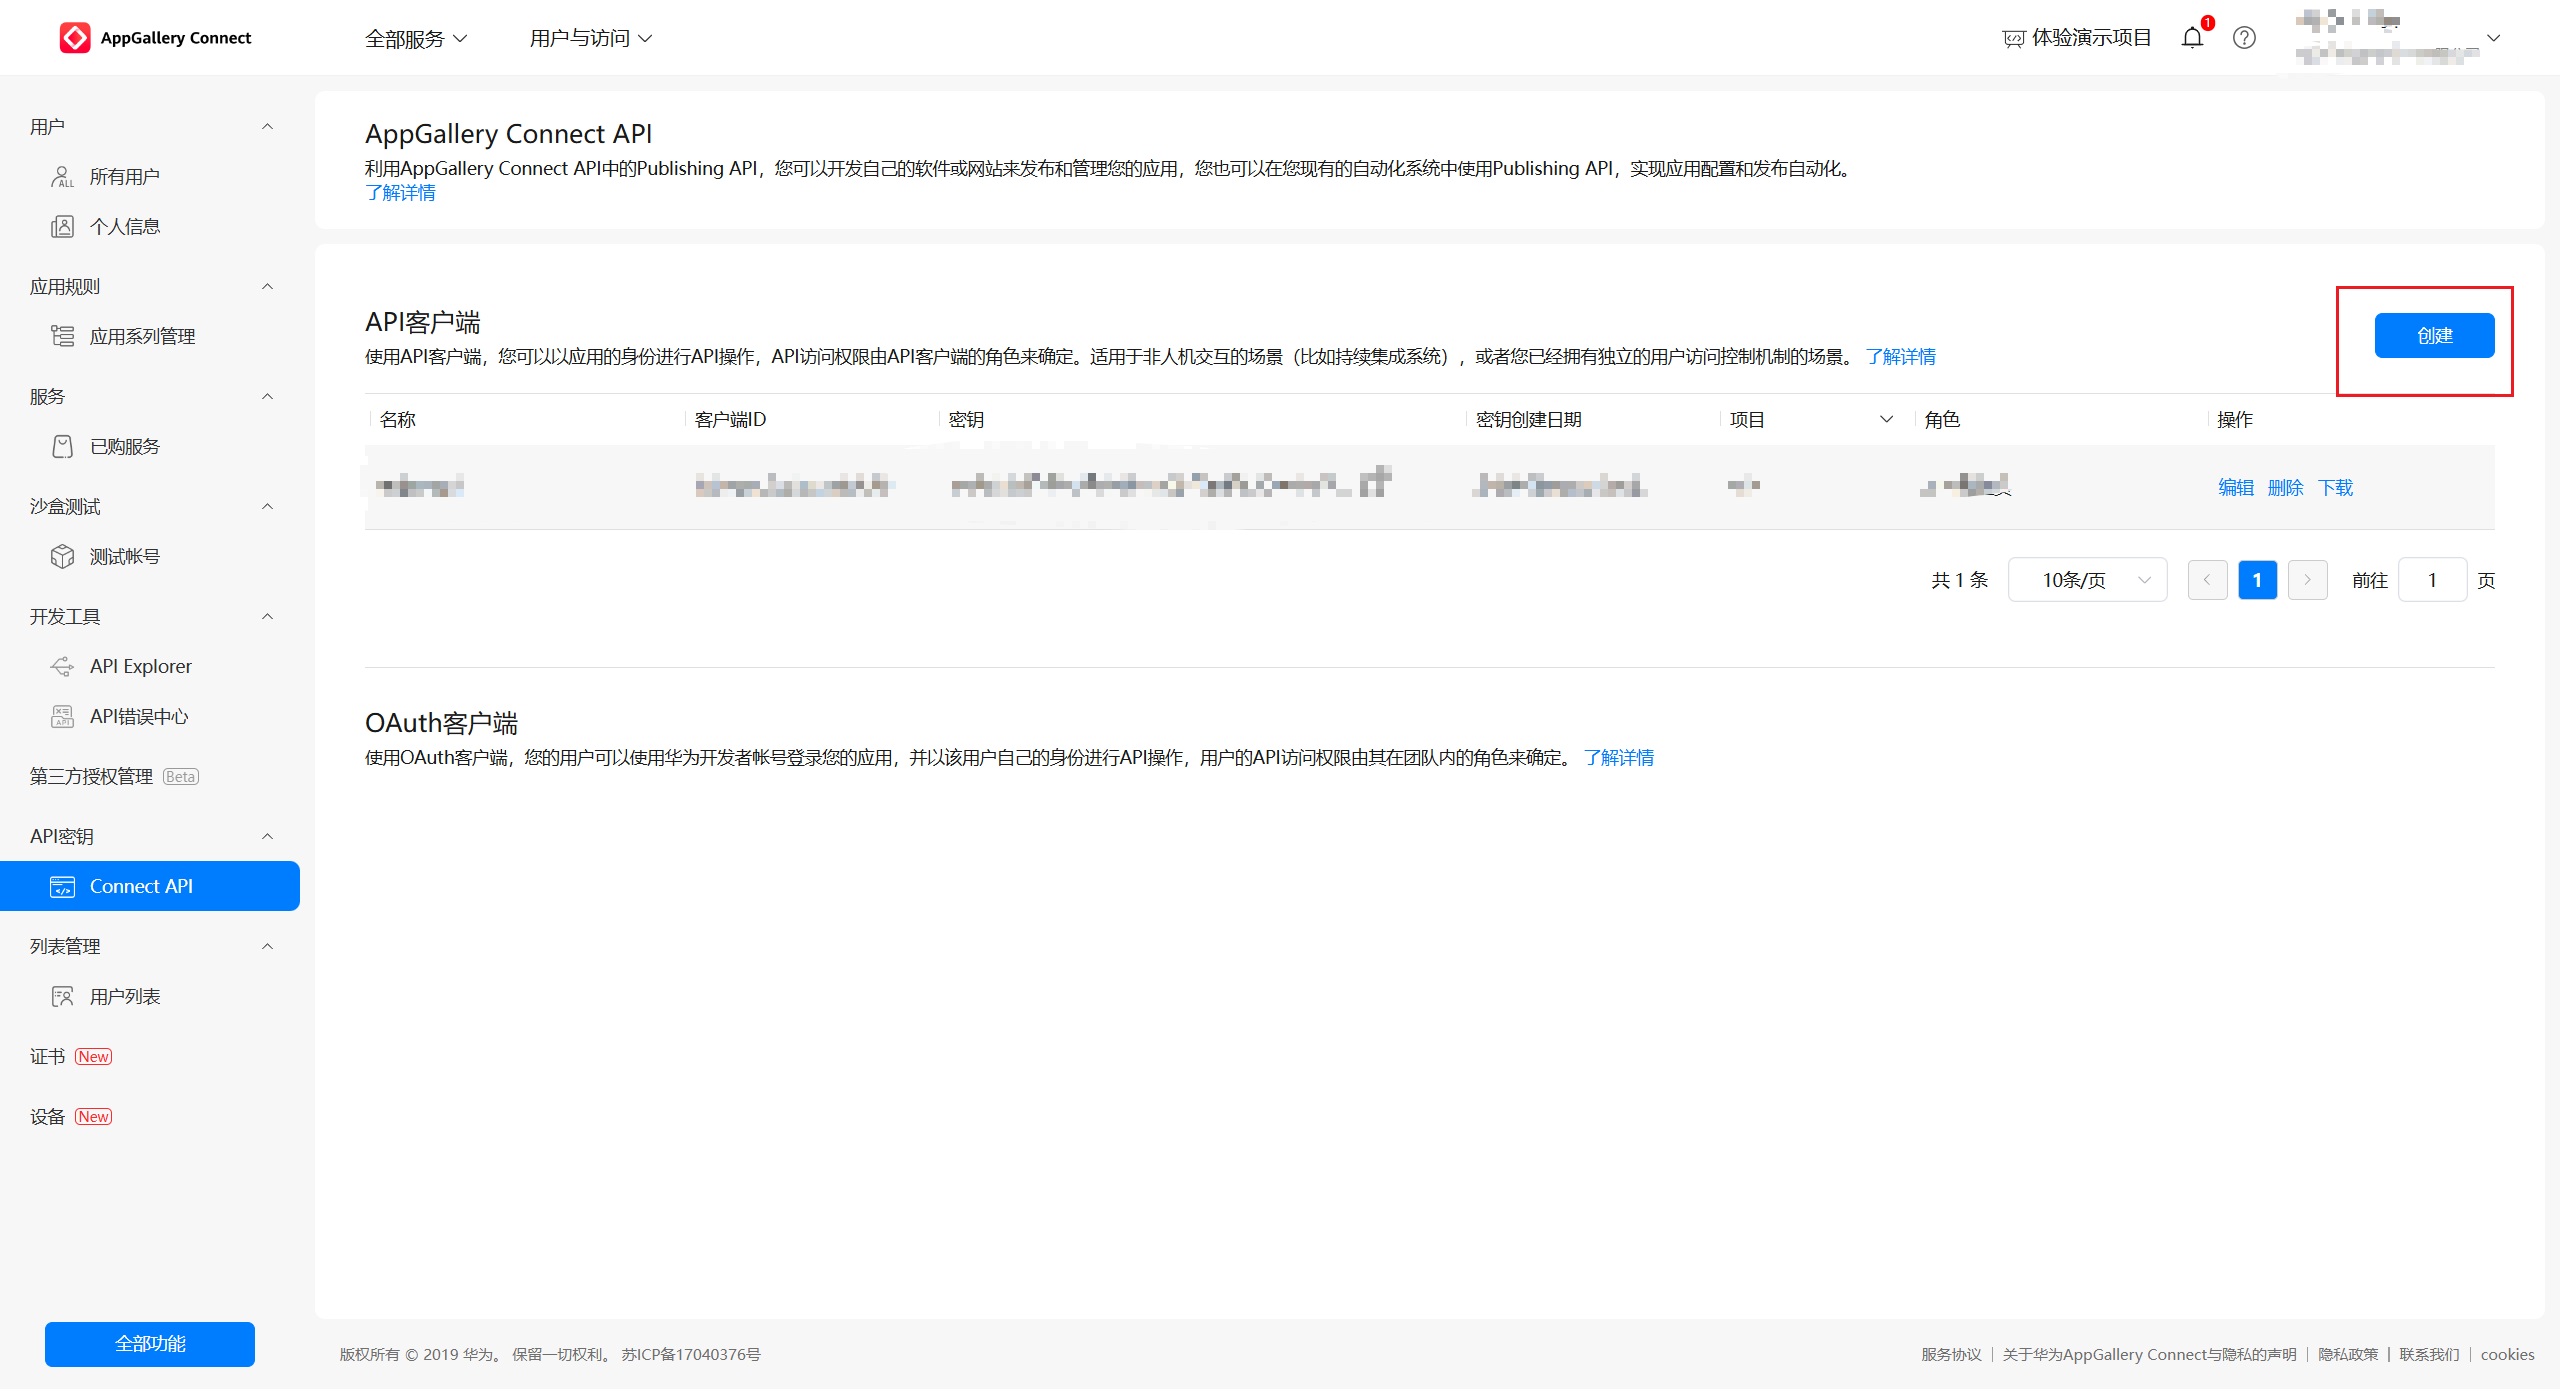 AppGallery Connect
全部服务
用户与访问
体验演示项目
1
用户
所有用户
个人信息
应用规则
应用系列管理
服务
已购服务
沙盒测试
测试帐号
开发工具
API Explorer
API错误中心
第三方授权管理 Beta
API密钥
Connect API
列表管理
用户列表
证书 New
设备 New
全部功能
AppGallery Connect API
利用AppGallery Connect API中的Publishing API，您可以开发自己的软件或网站来发布和管理您的应用，您也可以在您现有的自动化系统中使用Publishing API，实现应用配置和发布自动化。
了解详情
API客户端
创建
使用API客户端，您可以以应用的身份进行API操作，API访问权限由API客户端的角色来确定。适用于非人机交互的场景（比如持续集成系统），或者您已经拥有独立的用户访问控制机制的场景。 了解详情
名称 客户端ID 密钥 密钥创建日期 项目 角色 操作
编辑 删除 下载
共 1 条 10条/页 1 前往 1 页
OAuth客户端
使用OAuth客户端，您的用户可以使用华为开发者帐号登录您的应用，并以该用户自己的身份进行API操作，用户的API访问权限由其在团队内的角色来确定。 了解详情
版权所有 © 2019 华为。 保留一切权利。 苏ICP备17040376号
服务协议 | 关于华为AppGallery Connect与隐私的声明 | 隐私政策 | 联系我们 | cookies